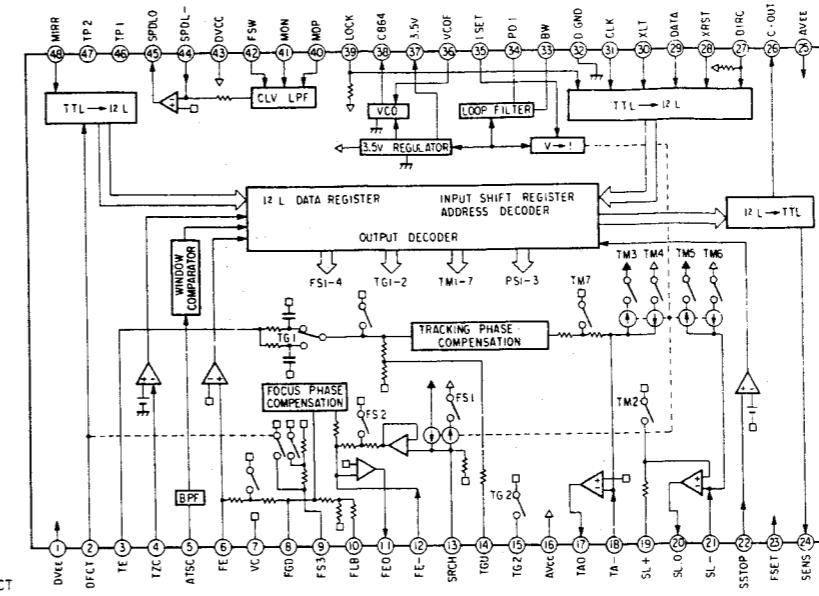 MIRR TP2 TP1 SPDLO SPDL- DVCC FSW MON MOP LOCK C864 3.5V VCOF ISET PD1 BW D.GND CLK XLT DATA XRST DIRC C-OUT AVEE
48 47 46 45 44 43 42 41 40 39 38 37 36 35 34 33 32 31 30 29 28 27 26 25
TTL → I2L
CLV LPF
VCO
LOOP FILTER
TTL → I2L
3.5V REGULATOR
V → I
I2L DATA REGISTER
INPUT SHIFT REGISTER
ADDRESS DECODER
OUTPUT DECODER
I2L → TTL
WINDOW
COMPARATOR
FS1-4
TG1-2
TM1-7
PS1-3
TM3 TM4 TM5 TM6
TM7
TG1
TRACKING PHASE
COMPENSATION
FOCUS PHASE
COMPENSATION
FS2
FS1
TM2
TG2
BPF
1 2 3 4 5 6 7 8 9 10 11 12 13 14 15 16 17 18 19 20 21 22 23 24
DVEE DFCT TE TZC ATSC FE VC FGD FS3 FLB FEO FE- SRCH TGU TG2 AVCC TAO TA- SL+ SLO SL- SSTOP FSET SENS
CT